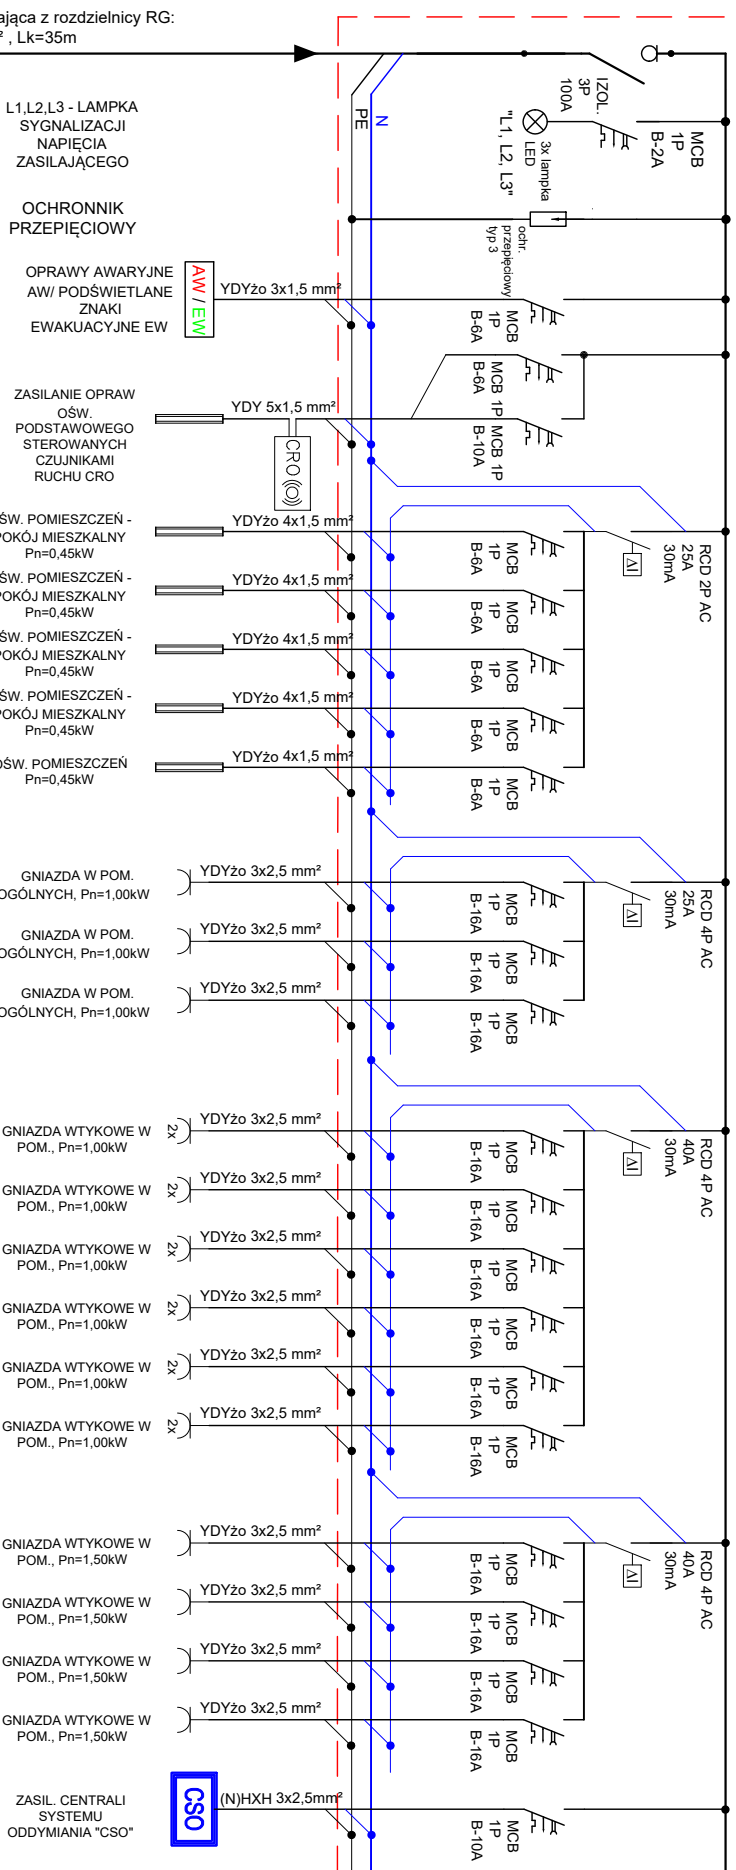 ająca z rozdzielnicy RG:
² , Lk=35m
IZOL.
3P
100A
L1,L2,L3 - LAMPKA
SYGNALIZACJI
NAPIĘCIA
ZASILAJĄCEGO
PE
N
"L1, L2, L3"
3x lampka
LED
MCB
1P
B-2A
OCHRONNIK
PRZEPIĘCIOWY
ochr.
przepięciowy
typ 3
OPRAWY AWARYJNE
AW/ PODŚWIETLANE
ZNAKI
EWAKUACYJNE EW
AW / EW
YDYżo 3x1,5 mm²
MCB
1P
B-6A
MCB 1P
B-6A
ZASILANIE OPRAW
OŚW.
PODSTAWOWEGO
STEROWANYCH
CZUJNIKAMI
RUCHU CRO
YDY 5x1,5 mm²
CRO
MCB 1P
B-10A
RCD 2P AC
25A
30mA
ΔI
ŚW. POMIESZCZEŃ -
POKÓJ MIESZKALNY
Pn=0,45kW
YDYżo 4x1,5 mm²
MCB
1P
B-6A
ŚW. POMIESZCZEŃ -
POKÓJ MIESZKALNY
Pn=0,45kW
YDYżo 4x1,5 mm²
MCB
1P
B-6A
ŚW. POMIESZCZEŃ -
POKÓJ MIESZKALNY
Pn=0,45kW
YDYżo 4x1,5 mm²
MCB
1P
B-6A
ŚW. POMIESZCZEŃ -
POKÓJ MIESZKALNY
Pn=0,45kW
YDYżo 4x1,5 mm²
MCB
1P
B-6A
OŚW. POMIESZCZEŃ
Pn=0,45kW
YDYżo 4x1,5 mm²
MCB
1P
B-6A
RCD 4P AC
25A
30mA
ΔI
GNIAZDA W POM.
OGÓLNYCH, Pn=1,00kW
YDYżo 3x2,5 mm²
MCB
1P
B-16A
GNIAZDA W POM.
OGÓLNYCH, Pn=1,00kW
YDYżo 3x2,5 mm²
MCB
1P
B-16A
GNIAZDA W POM.
OGÓLNYCH, Pn=1,00kW
YDYżo 3x2,5 mm²
MCB
1P
B-16A
RCD 4P AC
40A
30mA
ΔI
GNIAZDA WTYKOWE W
POM., Pn=1,00kW
2x
YDYżo 3x2,5 mm²
MCB
1P
B-16A
GNIAZDA WTYKOWE W
POM., Pn=1,00kW
2x
YDYżo 3x2,5 mm²
MCB
1P
B-16A
GNIAZDA WTYKOWE W
POM., Pn=1,00kW
2x
YDYżo 3x2,5 mm²
MCB
1P
B-16A
GNIAZDA WTYKOWE W
POM., Pn=1,00kW
2x
YDYżo 3x2,5 mm²
MCB
1P
B-16A
GNIAZDA WTYKOWE W
POM., Pn=1,00kW
2x
YDYżo 3x2,5 mm²
MCB
1P
B-16A
GNIAZDA WTYKOWE W
POM., Pn=1,00kW
2x
YDYżo 3x2,5 mm²
MCB
1P
B-16A
RCD 4P AC
40A
30mA
ΔI
GNIAZDA WTYKOWE W
POM., Pn=1,50kW
YDYżo 3x2,5 mm²
MCB
1P
B-16A
GNIAZDA WTYKOWE W
POM., Pn=1,50kW
YDYżo 3x2,5 mm²
MCB
1P
B-16A
GNIAZDA WTYKOWE W
POM., Pn=1,50kW
YDYżo 3x2,5 mm²
MCB
1P
B-16A
GNIAZDA WTYKOWE W
POM., Pn=1,50kW
YDYżo 3x2,5 mm²
MCB
1P
B-16A
ZASIL. CENTRALI
SYSTEMU
ODDYMIANIA "CSO"
CSO
(N)HXH 3x2,5mm²
MCB
1P
B-10A